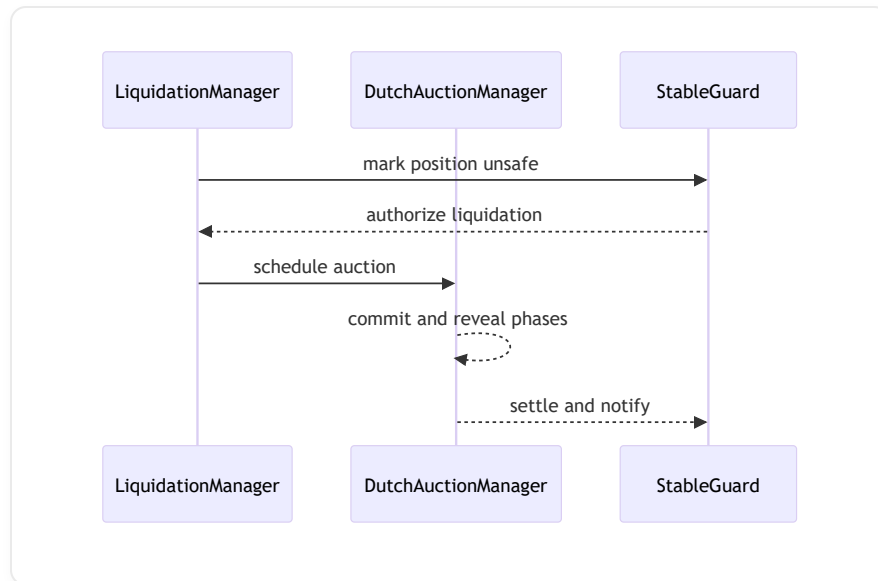 LiquidationManager
DutchAuctionManager
StableGuard
mark position unsafe
authorize liquidation
schedule auction
commit and reveal phases
settle and notify
LiquidationManager
DutchAuctionManager
StableGuard